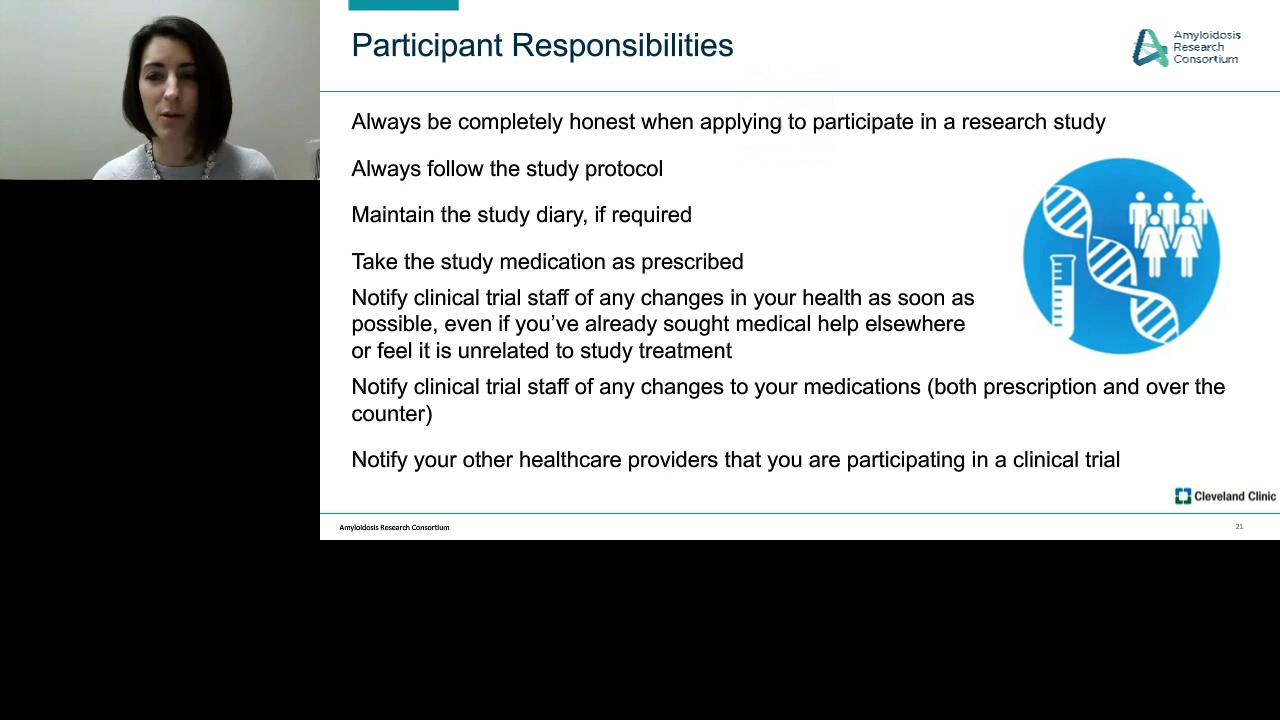 Participant Responsibilities
Amyloidosis
Research
Consortium
Always be completely honest when applying to participate in a research study
Always follow the study protocol
Maintain the study diary, if required
Take the study medication as prescribed
Notify clinical trial staff of any changes in your health as soon as
possible, even if you’ve already sought medical help elsewhere
or feel it is unrelated to study treatment
Notify clinical trial staff of any changes to your medications (both prescription and over the
counter)
Notify your other healthcare providers that you are participating in a clinical trial
Cleveland Clinic
Amyloidosis Research Consortium
21